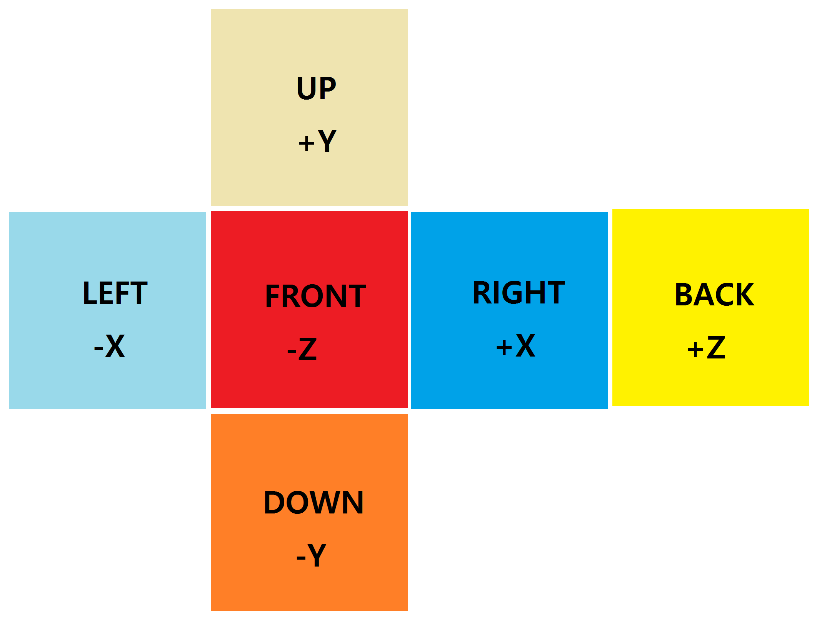 UP
+Y
LEFT
-X
FRONT
-Z
RIGHT
+X
BACK
+Z
DOWN
-Y